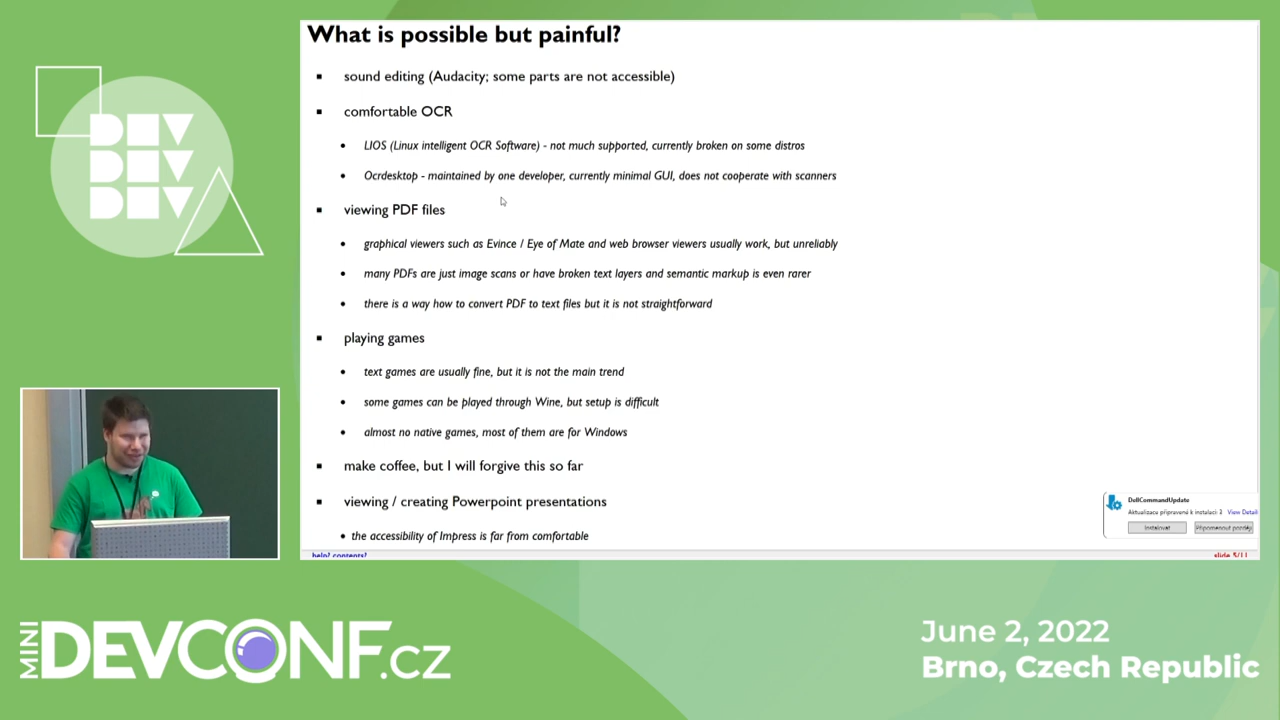 What is possible but painful?
sound editing (Audacity; some parts are not accessible)
comfortable OCR
LIOS (Linux intelligent OCR Software) - not much supported, currently broken on some distros
Ocrdesktop - maintained by one developer, currently minimal GUI, does not cooperate with scanners
viewing PDF files
graphical viewers such as Evince / Eye of Mate and web browser viewers usually work, but unreliably
many PDFs are just image scans or have broken text layers and semantic markup is even rarer
there is a way how to convert PDF to text files but it is not straightforward
playing games
text games are usually fine, but it is not the main trend
some games can be played through Wine, but setup is difficult
almost no native games, most of them are for Windows
make coffee, but I will forgive this so far
viewing / creating Powerpoint presentations
the accessibility of Impress is far from comfortable
help? contents?
slide 5/11
DellCommandUpdate
Aktualizace připravené k instalaci: 3 View Detail
Instalovat Připomenout později
DEV
DEV
DEV
MINI
DEVCONF.cz
June 2, 2022
Brno, Czech Republic